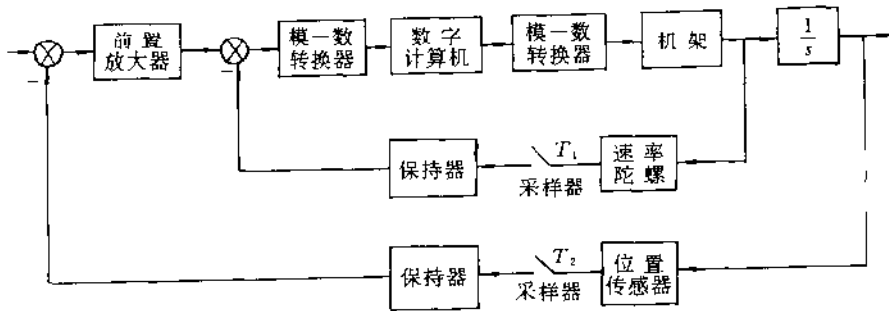 前置
放大器
模－数
转换器
数字
计算机
模－数
转换器
机架
1
s
保持器
T₁
采样器
速率
陀螺
保持器
T₂
采样器
位置
传感器